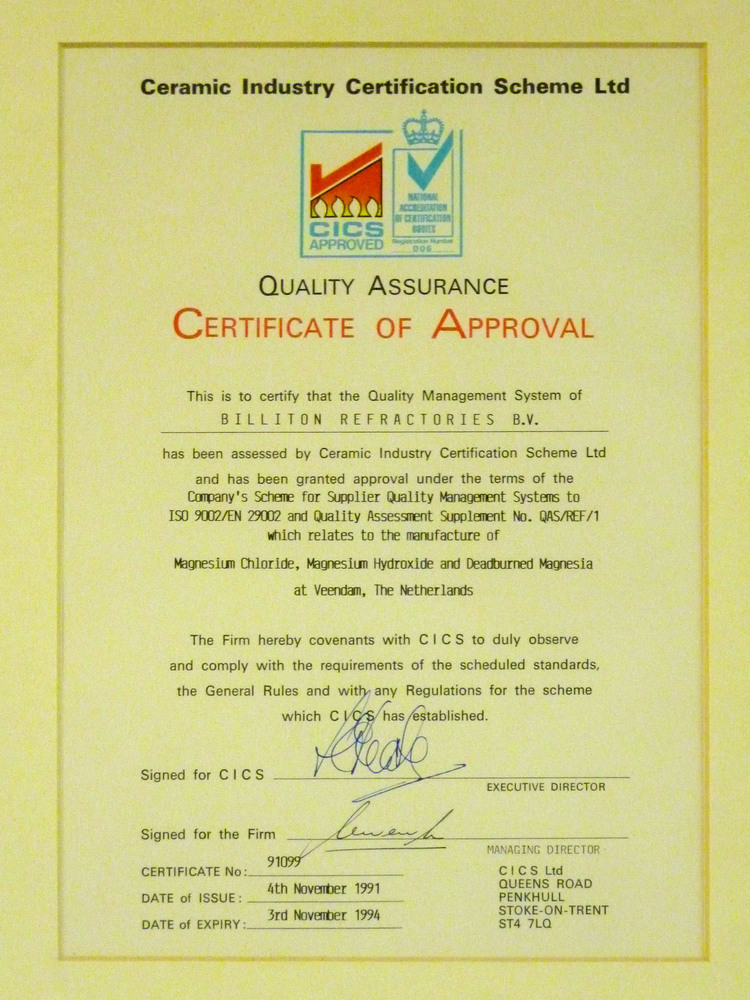 Ceramic Industry Certification Scheme Ltd
CICS
APPROVED
NATIONAL
ACCREDITATION
OF CERTIFICATION
BODIES
Registration Number
006
QUALITY ASSURANCE
CERTIFICATE OF APPROVAL
This is to certify that the Quality Management System of
BILLITON REFRACTORIES B.V.
has been assessed by Ceramic Industry Certification Scheme Ltd
and has been granted approval under the terms of the
Company's Scheme for Supplier Quality Management Systems to
ISO 9002/EN 29002 and Quality Assessment Supplement No. QAS/REF/1
which relates to the manufacture of
Magnesium Chloride, Magnesium Hydroxide and Deadburned Magnesia
at Veendam, The Netherlands
The Firm hereby covenants with CICS to duly observe
and comply with the requirements of the scheduled standards,
the General Rules and with any Regulations for the scheme
which CICS has established.
Signed for CICS
EXECUTIVE DIRECTOR
Signed for the Firm
MANAGING DIRECTOR
CERTIFICATE No: 91099
DATE of ISSUE: 4th November 1991
DATE of EXPIRY: 3rd November 1994
CICS Ltd
QUEENS ROAD
PENKHULL
STOKE-ON-TRENT
ST4 7LQ